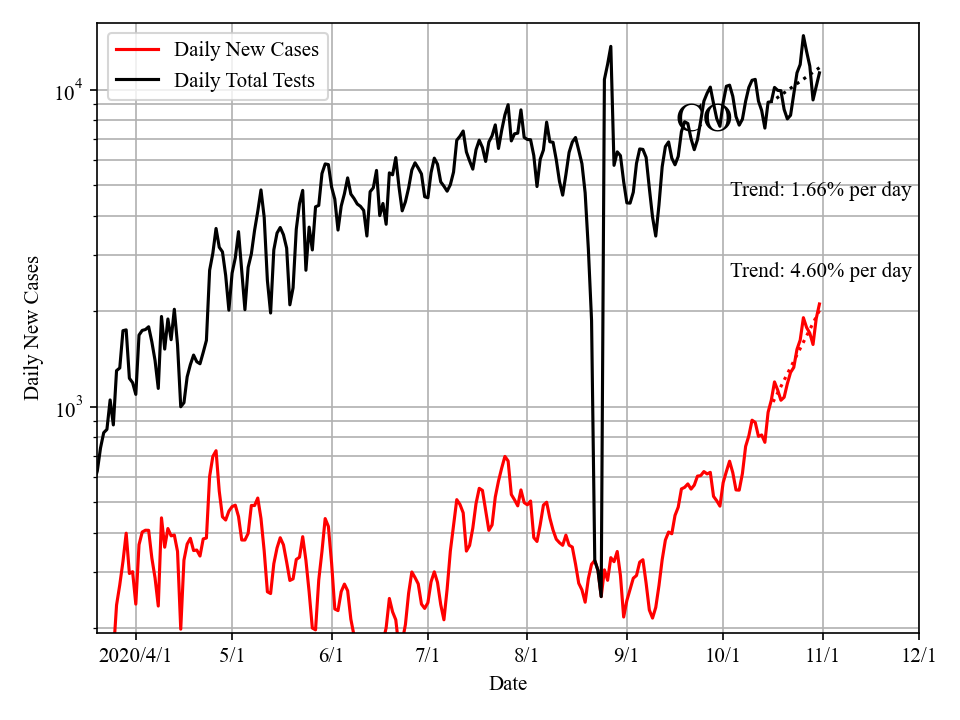 Daily New Cases
Daily Total Tests
CO
10^4
Trend: 1.66% per day
Trend: 4.60% per day
10^3
Daily New Cases
2020/4/1 5/1 6/1 7/1 8/1 9/1 10/1 11/1 12/1
Date